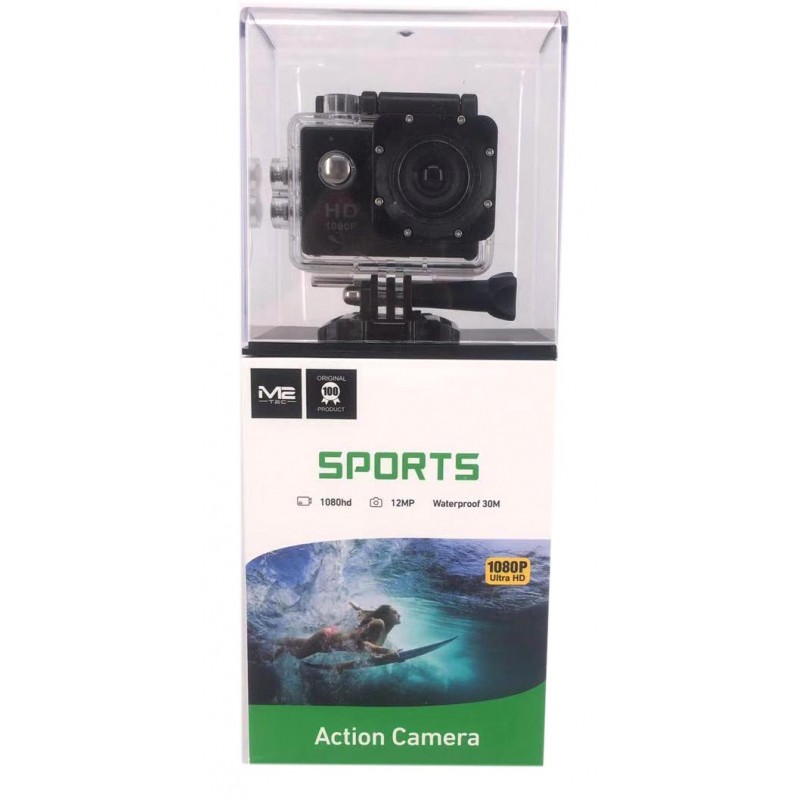 HD
1080P
M2
TEC
ORIGINAL
100
PRODUCT
SPORTS
1080hd 12MP Waterproof 30M
1080P
Ultra HD
Action Camera